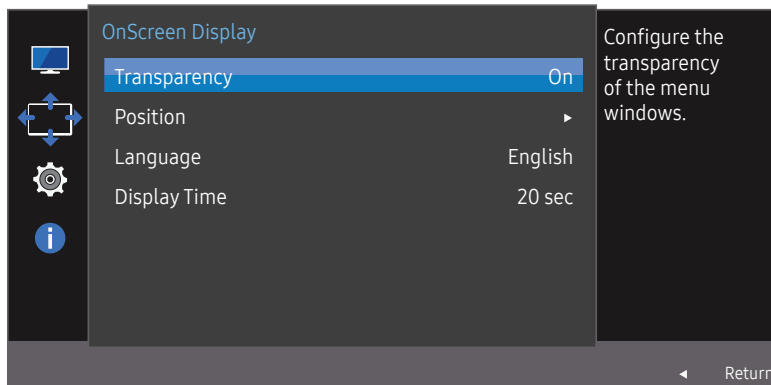 OnScreen Display
Transparency On
Position ▸
Language English
Display Time 20 sec
Configure the
transparency
of the menu
windows.
◂ Return